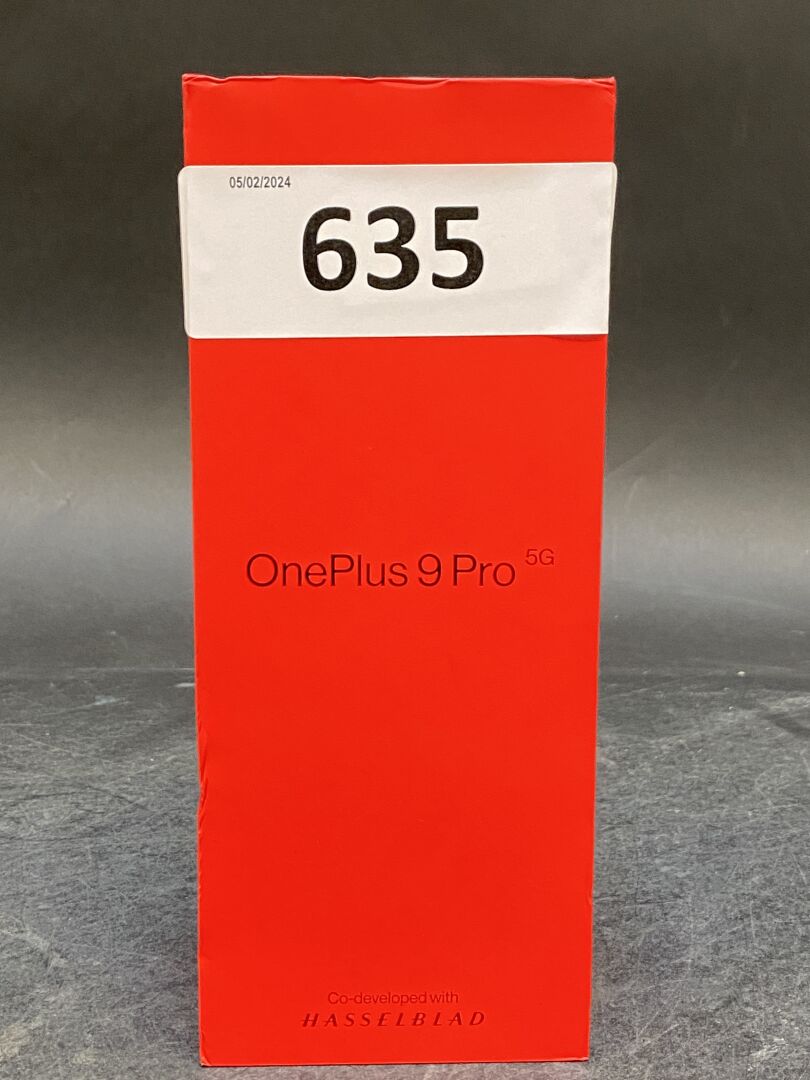 05/02/2024
635
OnePlus 9 Pro 5G
Co-developed with
HASSELBLAD